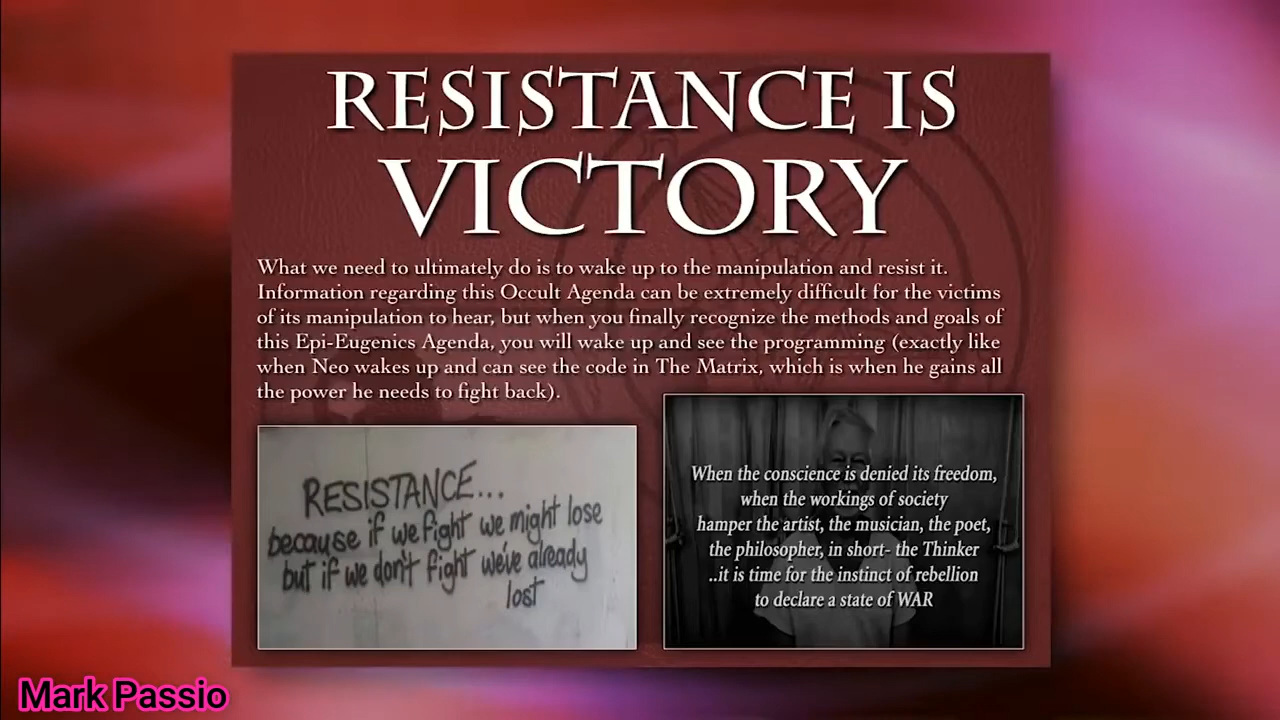 RESISTANCE IS
VICTORY
What we need to ultimately do is to wake up to the manipulation and resist it.
Information regarding this Occult Agenda can be extremely difficult for the victims
of its manipulation to hear, but when you finally recognize the methods and goals of
this Epi-Eugenics Agenda, you will wake up and see the programming (exactly like
when Neo wakes up and can see the code in The Matrix, which is when he gains all
the power he needs to fight back).
RESISTANCE...
because if we fight we might lose
but if we don't fight we've already
lost
When the conscience is denied its freedom,
when the workings of society
hamper the artist, the musician, the poet,
the philosopher, in short- the Thinker
..it is time for the instinct of rebellion
to declare a state of WAR
Mark Passio